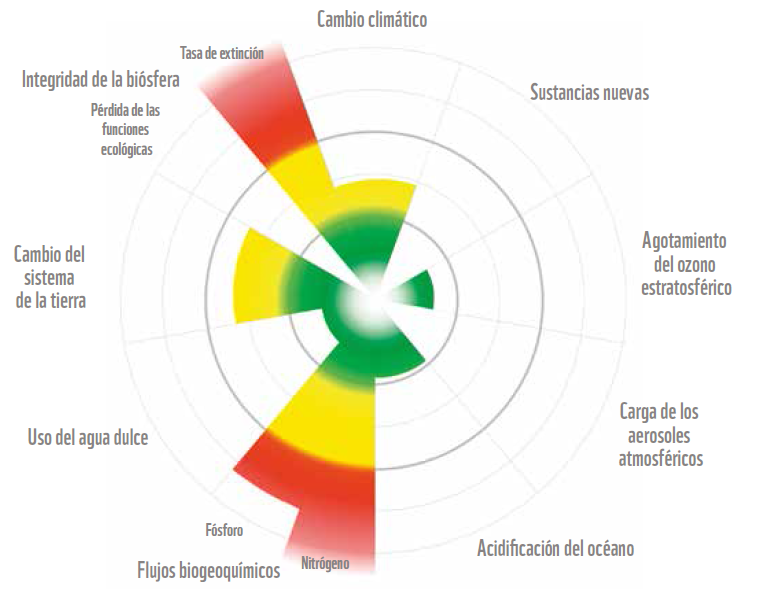 Cambio climático
Tasa de extinción
Integridad de la biósfera
Pérdida de las
funciones
ecológicas
Sustancias nuevas
Cambio del
sistema
de la tierra
Agotamiento
del ozono
estratosférico
Uso del agua dulce
Carga de los
aerosoles
atmosféricos
Fósforo
Flujos biogeoquímicos
Nitrógeno
Acidificación del océano